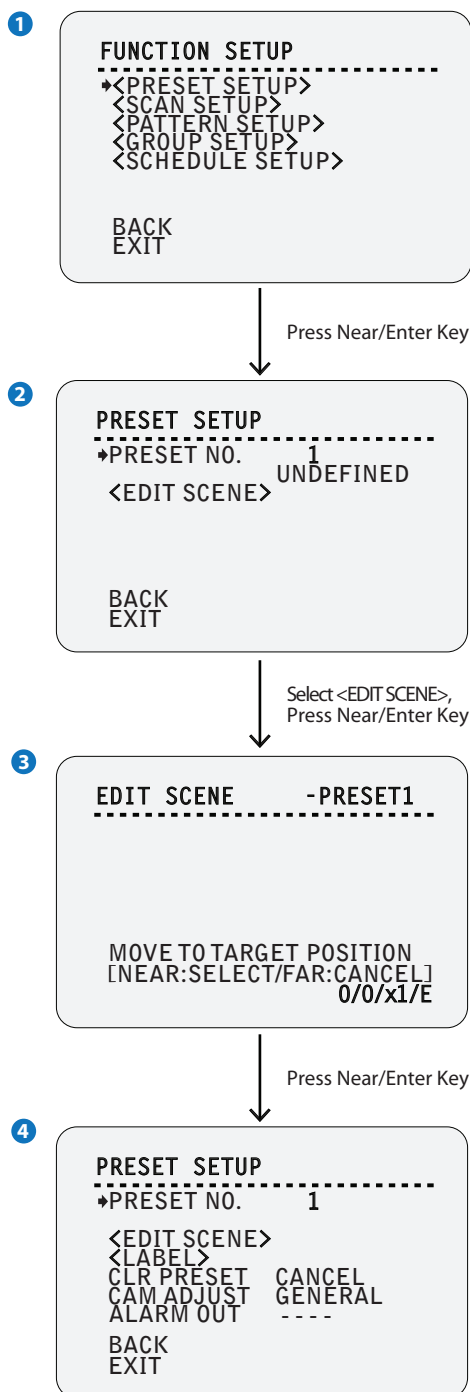 1
FUNCTION SETUP
<PRESET SETUP>
<SCAN SETUP>
<PATTERN SETUP>
<GROUP SETUP>
<SCHEDULE SETUP>
BACK
EXIT
Press Near/Enter Key
2
PRESET SETUP
PRESET NO. 1
UNDEFINED
<EDIT SCENE>
BACK
EXIT
Select <EDIT SCENE>,
Press Near/Enter Key
3
EDIT SCENE -PRESET1
MOVE TO TARGET POSITION
[NEAR:SELECT/FAR:CANCEL]
0/0/x1/E
Press Near/Enter Key
4
PRESET SETUP
PRESET NO. 1
<EDIT SCENE>
<LABEL>
CLR PRESET CANCEL
CAM ADJUST GENERAL
ALARM OUT ----
BACK
EXIT